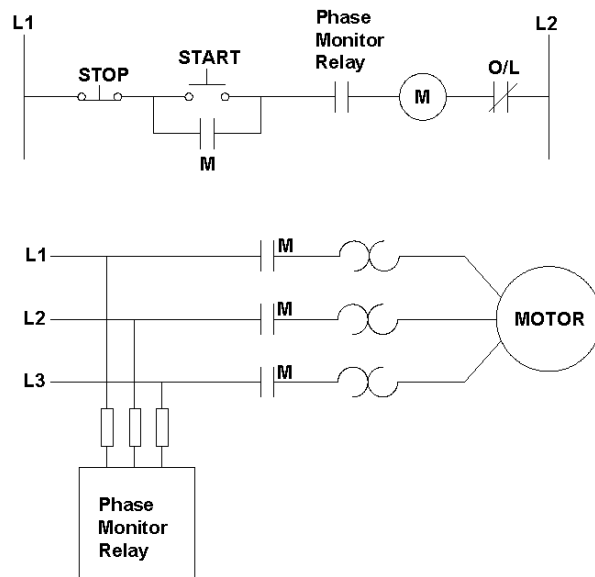 L1
START
Phase
Monitor
Relay
L2
STOP
O/L
M
M
L1
M
L2
M
MOTOR
L3
M
Phase
Monitor
Relay